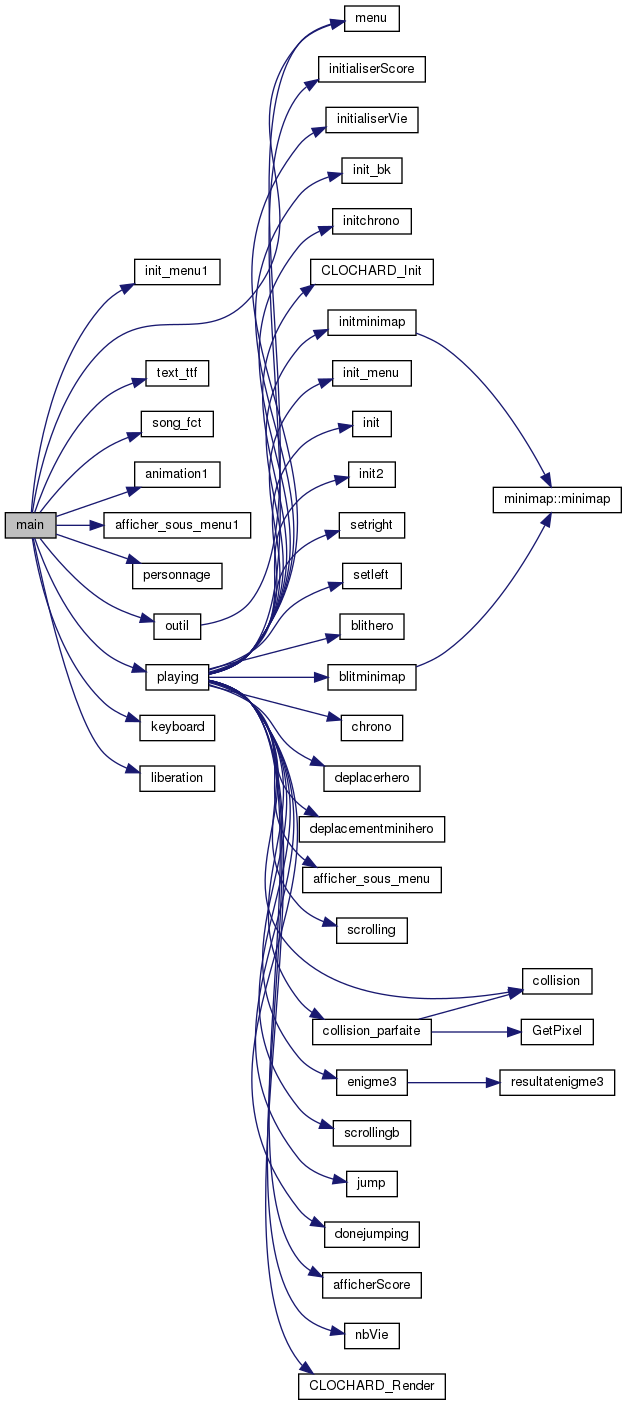 menu
initialiserScore
initialiserVie
init_bk
initchrono
init_menu1
CLOCHARD_Init
initminimap
text_ttf
init_menu
song_fct
init
animation1
init2
minimap::minimap
main
afficher_sous_menu1
setright
personnage
setleft
outil
blithero
playing
blitminimap
keyboard
chrono
liberation
deplacerhero
deplacementminihero
afficher_sous_menu
scrolling
collision
collision_parfaite
GetPixel
enigme3
resultatenigme3
scrollingb
jump
donejumping
afficherScore
nbVie
CLOCHARD_Render